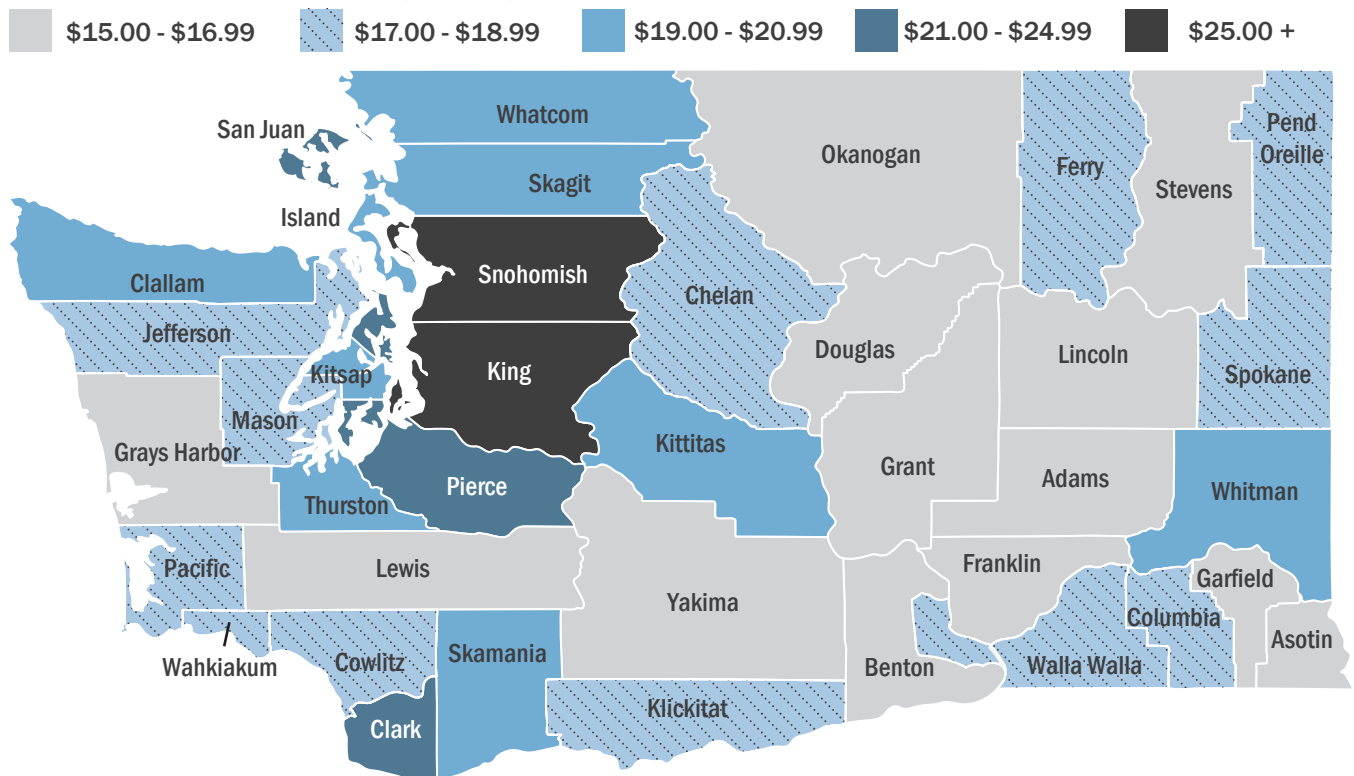 $15.00 - $16.99
$17.00 - $18.99
$19.00 - $20.99
$21.00 - $24.99
$25.00 +
Whatcom
San Juan
Okanogan
Ferry
Pend
Oreille
Stevens
Skagit
Island
Clallam
Snohomish
Chelan
Jefferson
Douglas
Lincoln
King
Kitsap
Spokane
Mason
Grays Harbor
Kittitas
Grant
Adams
Pierce
Whitman
Thurston
Pacific
Lewis
Franklin
Garfield
Yakima
Columbia
Wahkiakum
Cowlitz
Skamania
Benton
Walla Walla
Asotin
Klickitat
Clark